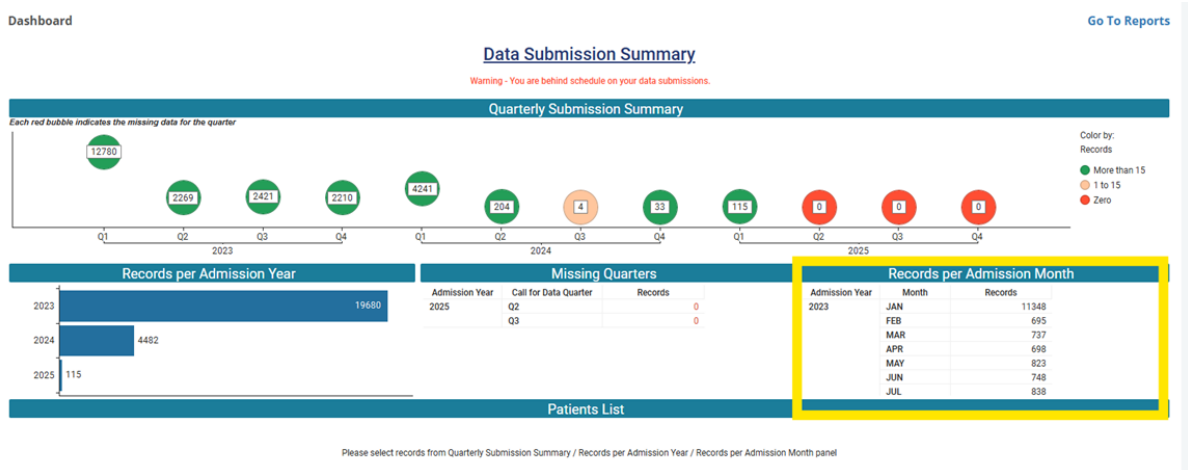 Dashboard
Go To Reports
Data Submission Summary
Warning - You are behind schedule on your data submissions.
Quarterly Submission Summary
Each red bubble indicates the missing data for the quarter
12780
2269
2421
2210
4241
204
4
33
115
0
0
0
Color by:
Records
More than 15
1 to 15
Zero
Q1 Q2 Q3 Q4 Q1 Q2 Q3 Q4 Q1 Q2 Q3 Q4
2023 2024 2025
Records per Admission Year
2023 19680
2024 4482
2025 115
Missing Quarters
Admission Year Call for Data Quarter Records
2025 Q2 0
Q3 0
Records per Admission Month
Admission Year Month Records
2023 JAN 11348
FEB 695
MAR 737
APR 698
MAY 823
JUN 748
JUL 838
Patients List
Please select records from Quarterly Submission Summary / Records per Admission Year / Records per Admission Month panel